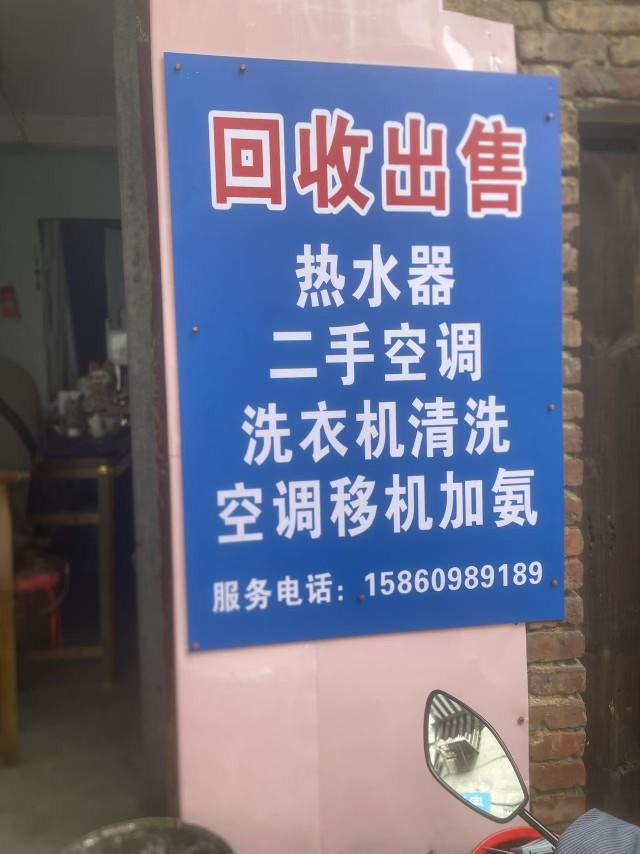 回收出售
热水器
二手空调
洗衣机清洗
空调移机加氨
服务电话：15860989189